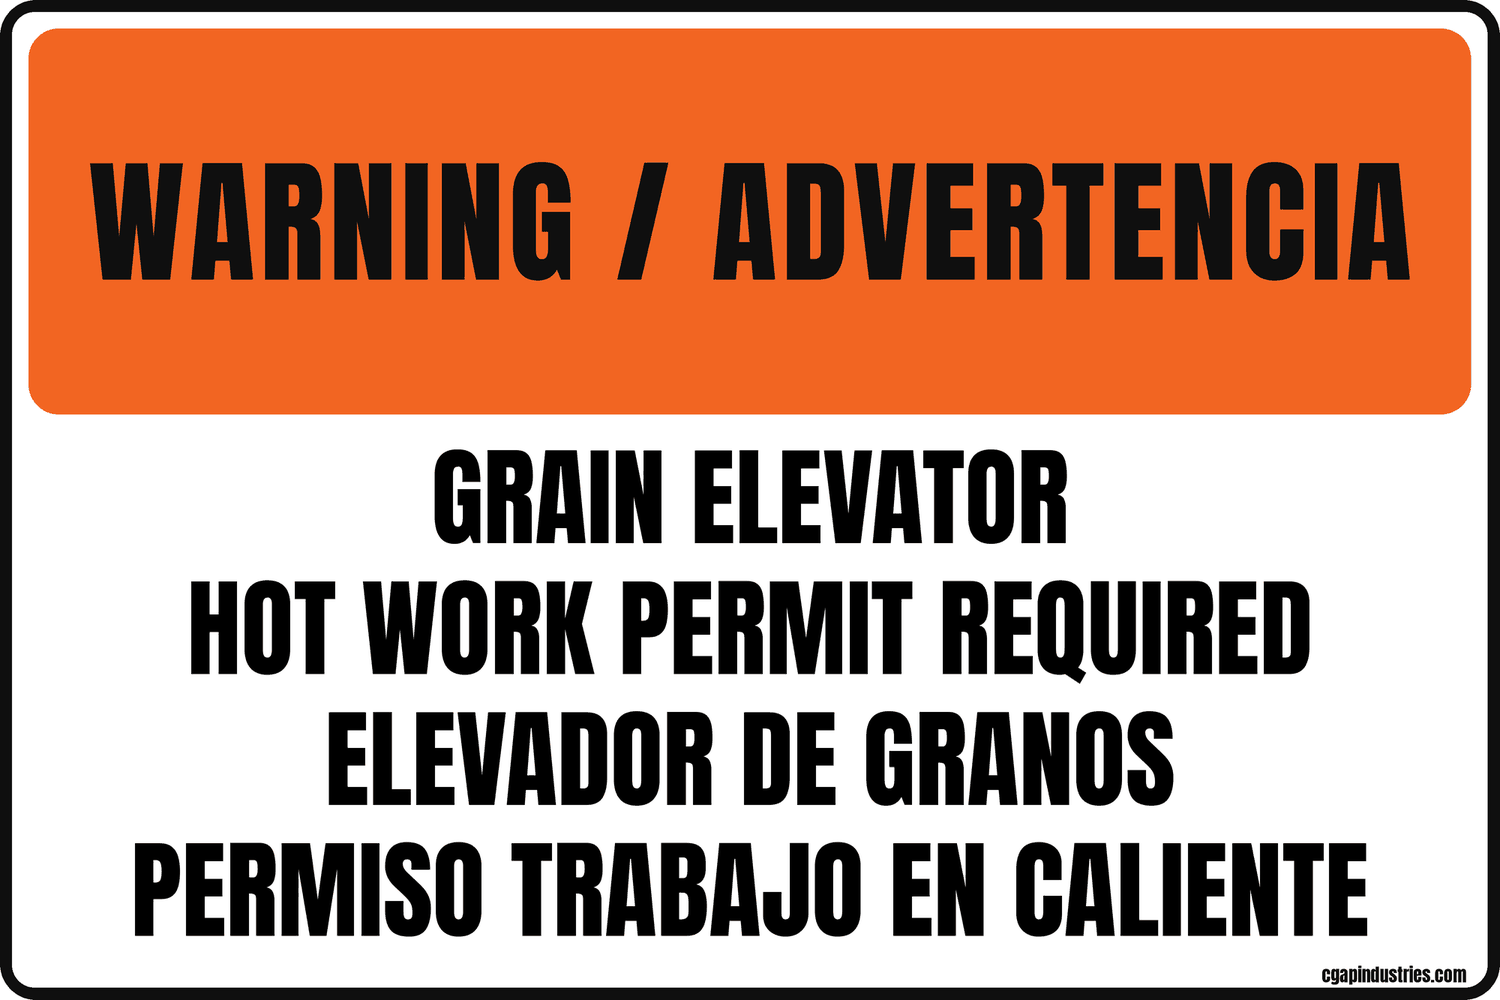 WARNING / ADVERTENCIA
GRAIN ELEVATOR
HOT WORK PERMIT REQUIRED
ELEVADOR DE GRANOS
PERMISO TRABAJO EN CALIENTE
cgapindustries.com